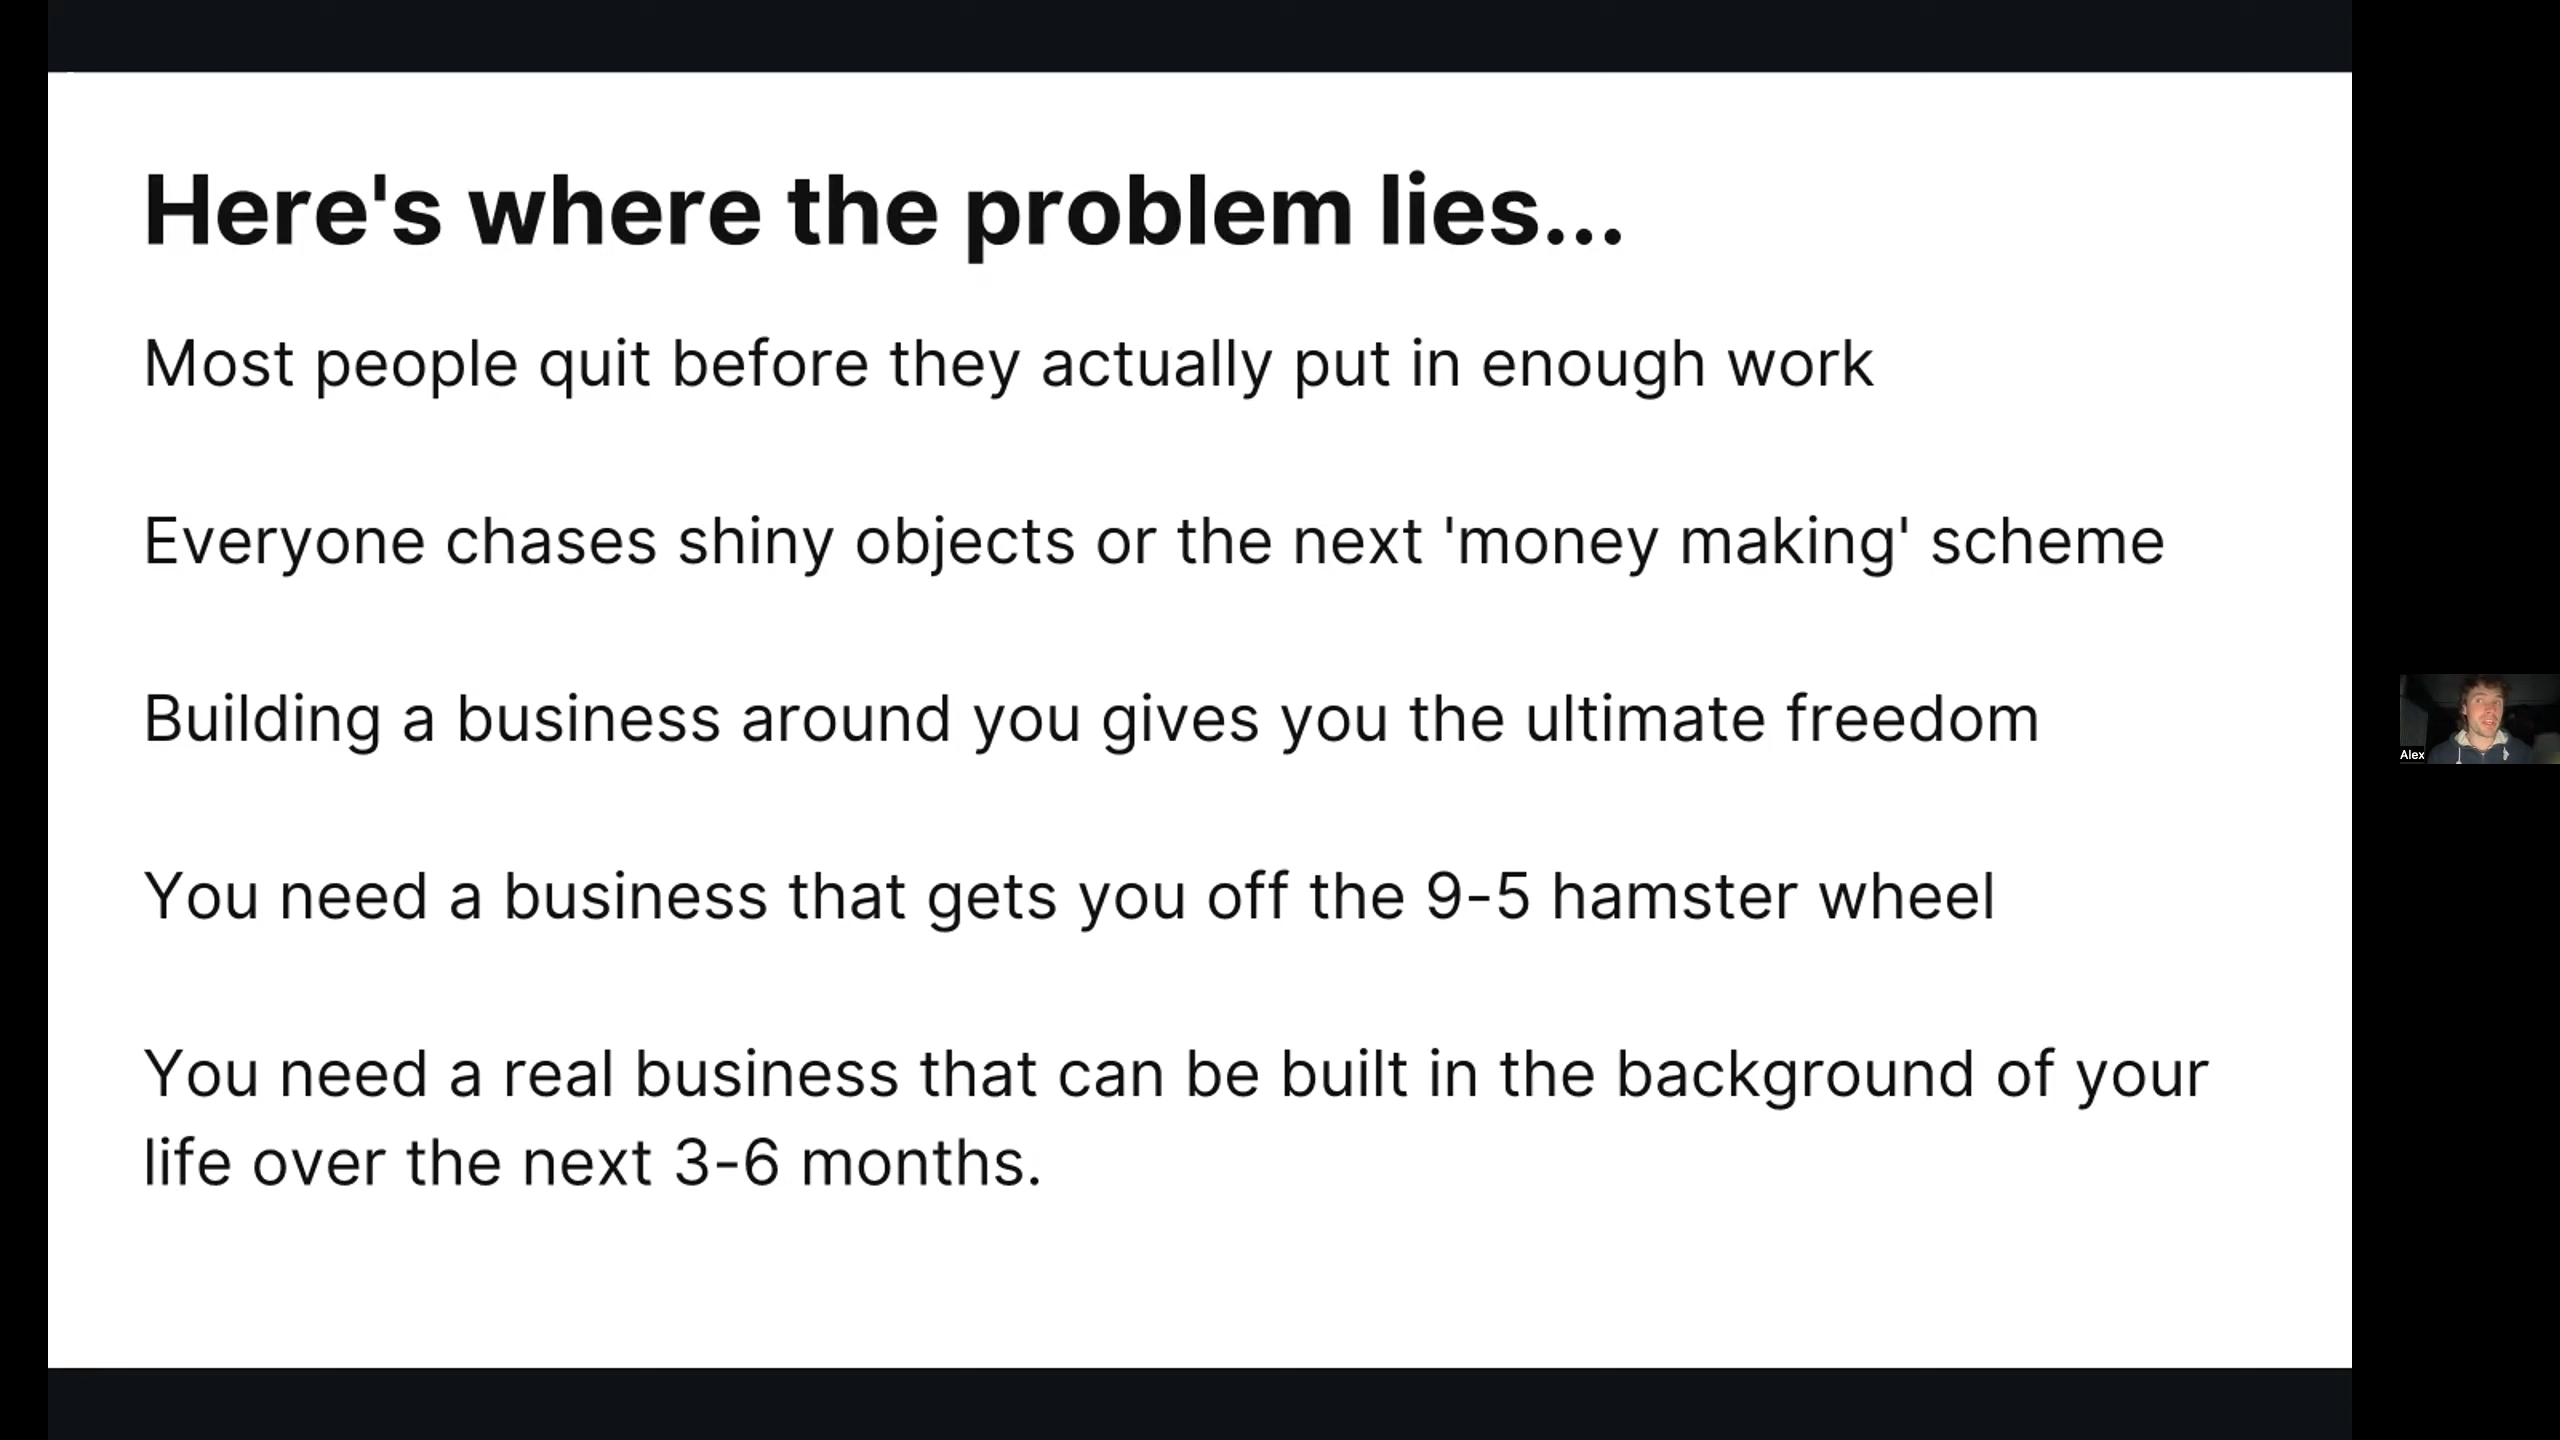 Here's where the problem lies...
Most people quit before they actually put in enough work
Everyone chases shiny objects or the next 'money making' scheme
Building a business around you gives you the ultimate freedom
You need a business that gets you off the 9-5 hamster wheel
You need a real business that can be built in the background of your
life over the next 3-6 months.
Alex